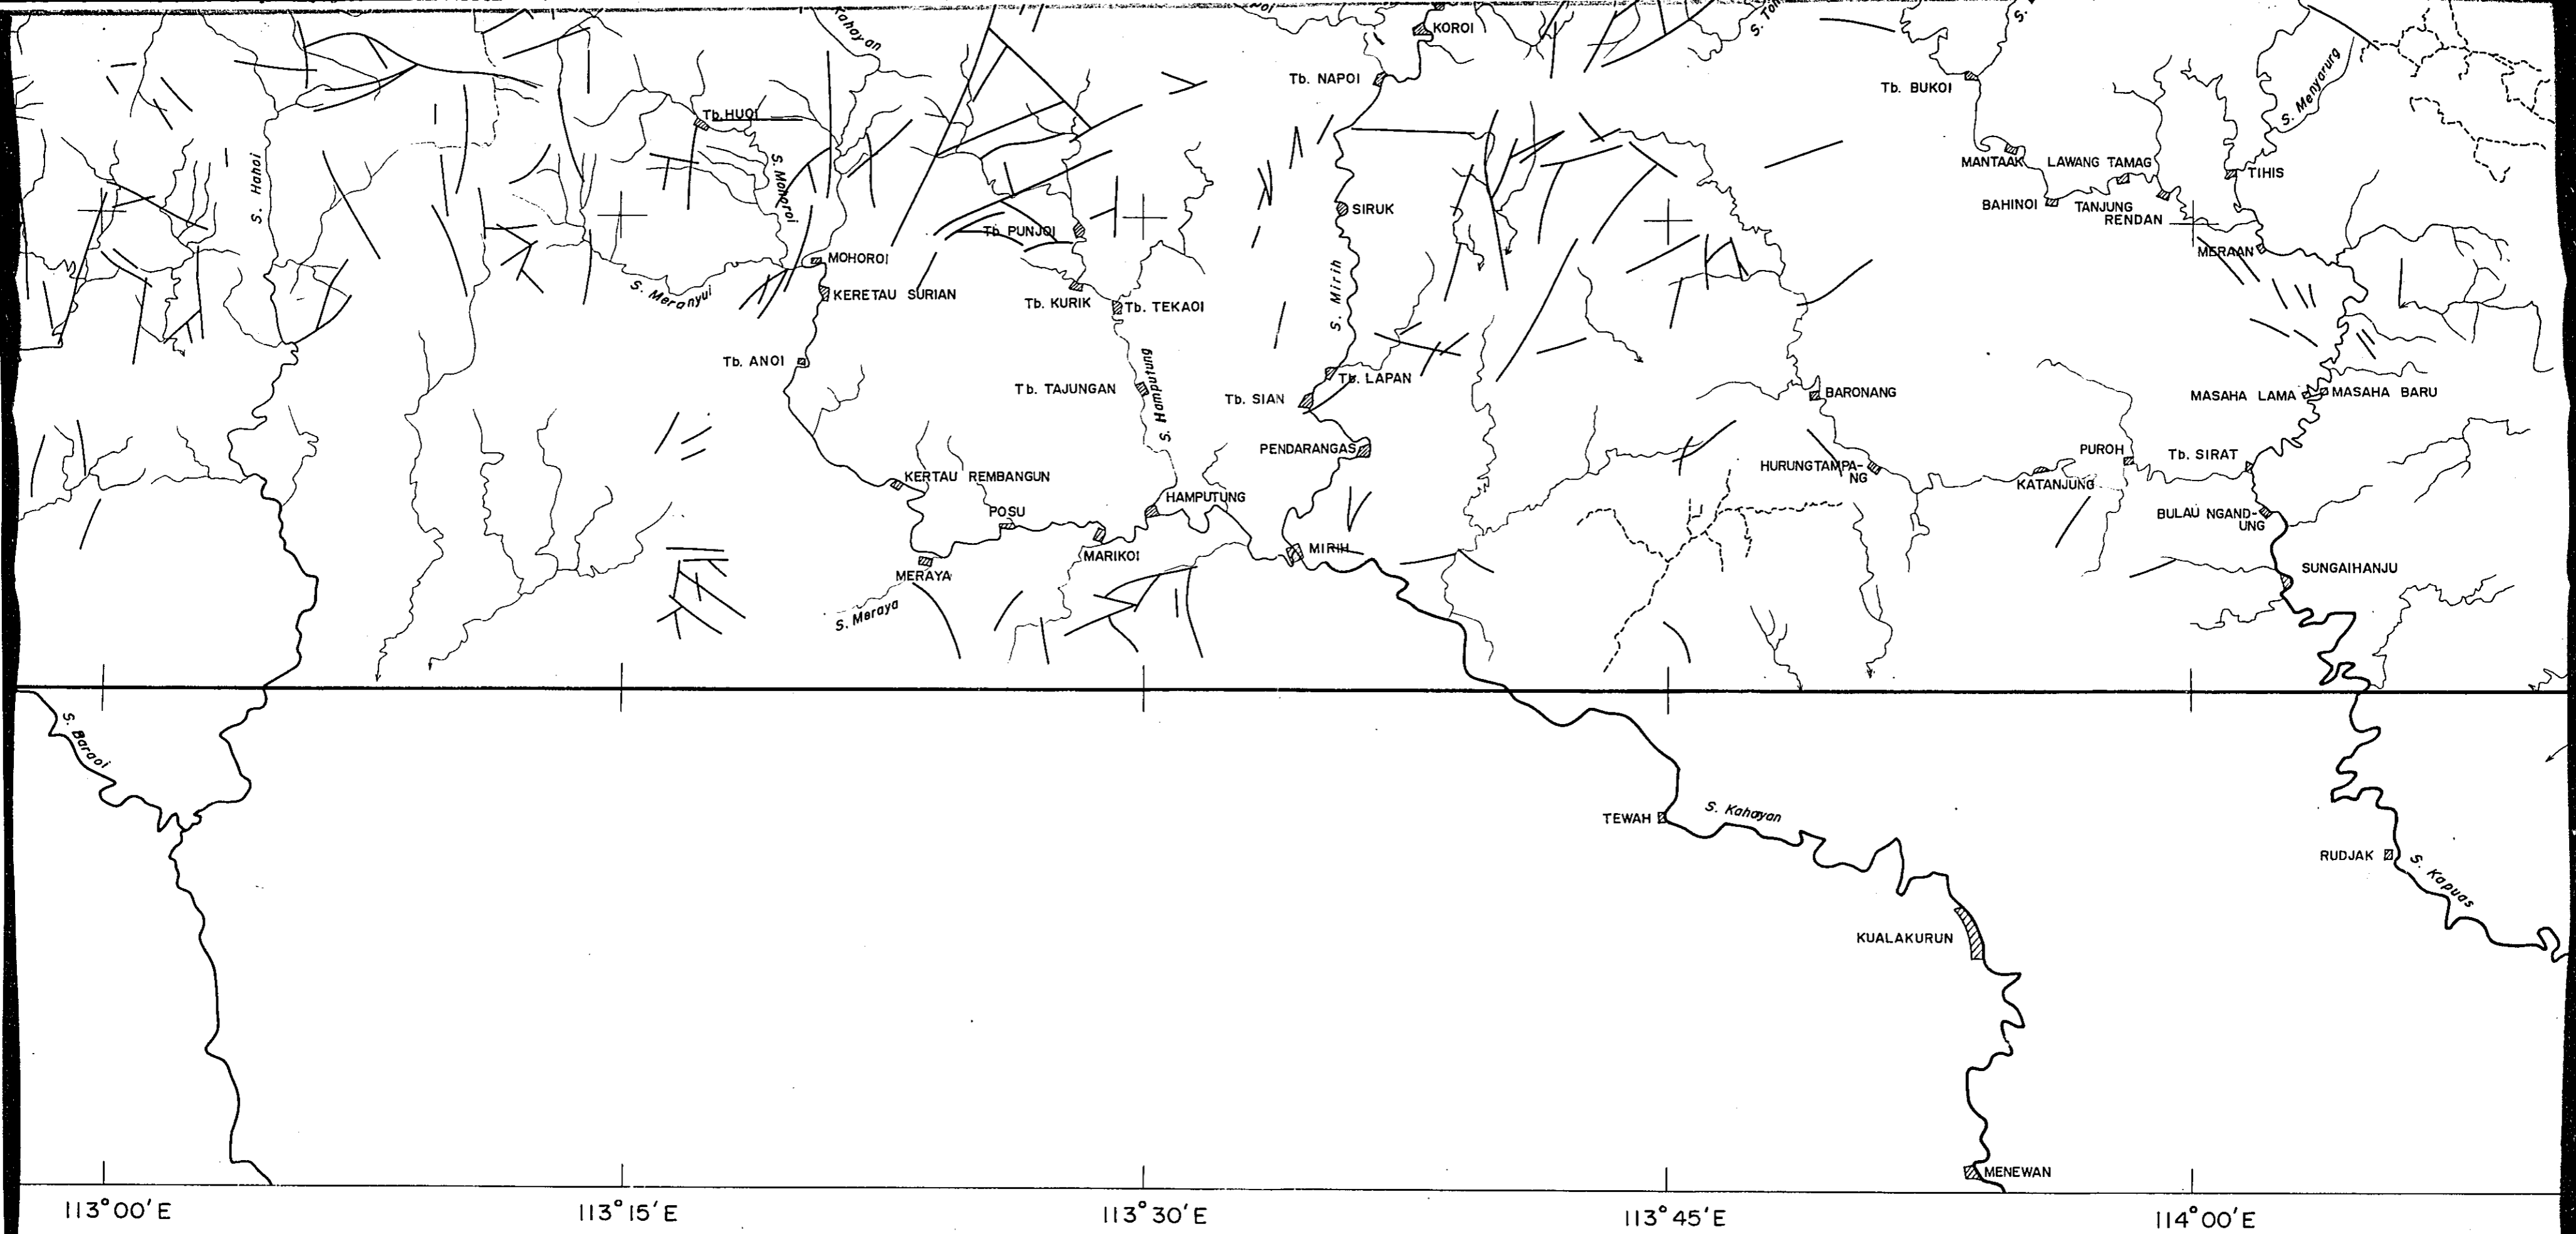 Kahayan
KOROI
Tb. NAPOI
Tb. BUKOI
S. Menyarung
Tb. HUOI
S. Hahoi
S. Mohoroi
MANTAAK
LAWANG TAMAG
TIHIS
SIRUK
BAHINOI
TANJUNG
RENDAN
Tb. PUNJOI
MERAAN
MOHOROI
S. Meranyui
KERETAU SURIAN
Tb. KURIK
Tb. TEKAOI
S. Mirih
Tb. ANOI
Tb. TAJUNGAN
S. Hamputung
Tb. SIAN
Tb. LAPAN
BARONANG
MASAHA LAMA
MASAHA BARU
PENDARANGAS
PUROH
Tb. SIRAT
HURUNGTAMPA-
NG
KERTAU REMBANGUN
KATANJUNG
HAMPUTUNG
POSU
BULAU NGAND-
UNG
MARIKOI
MIRIH
MERAYA
SUNGAIHANJU
S. Meraya
S. Baraoi
TEWAH
S. Kahayan
RUDJAK
S. Kapuas
KUALAKURUN
MENEWAN
113°00'E
113°15'E
113°30'E
113°45'E
114°00'E